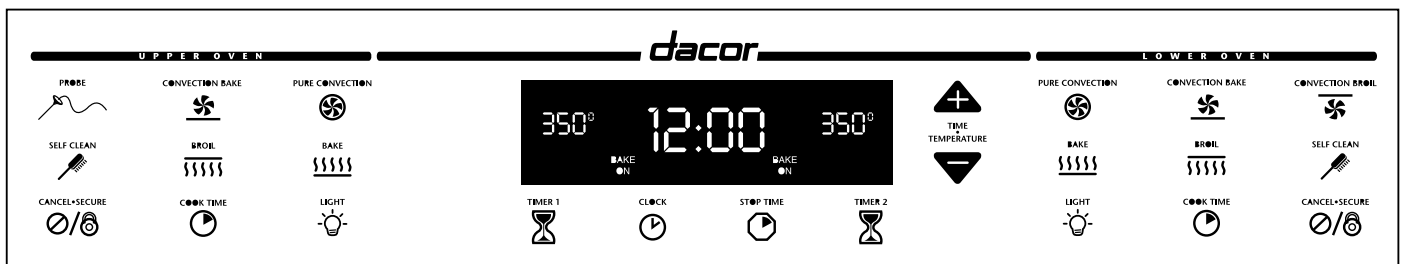 dacor
UPPER OVEN
LOWER OVEN
PROBE
CONVECTION BAKE
PURE CONVECTION
SELF CLEAN
BROIL
BAKE
CANCEL•SECURE
COOK TIME
LIGHT
350°
12:00
350°
BAKE
ON
BAKE
ON
TIMER 1
CLOCK
STOP TIME
TIMER 2
TIME
•
TEMPERATURE
PURE CONVECTION
CONVECTION BAKE
CONVECTION BROIL
BAKE
BROIL
SELF CLEAN
LIGHT
COOK TIME
CANCEL•SECURE